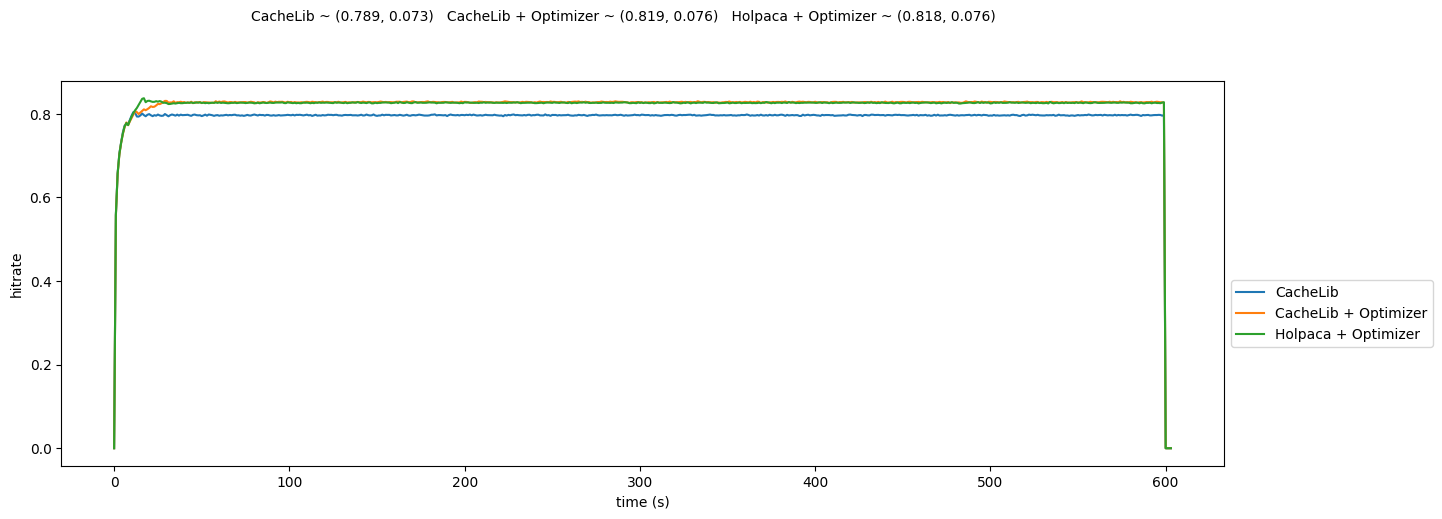 CacheLib ~ (0.789, 0.073)   CacheLib + Optimizer ~ (0.819, 0.076)   Holpaca + Optimizer ~ (0.818, 0.076)
0.8
0.6
0.4
0.2
0.0
hitrate
0 100 200 300 400 500 600
time (s)
CacheLib
CacheLib + Optimizer
Holpaca + Optimizer